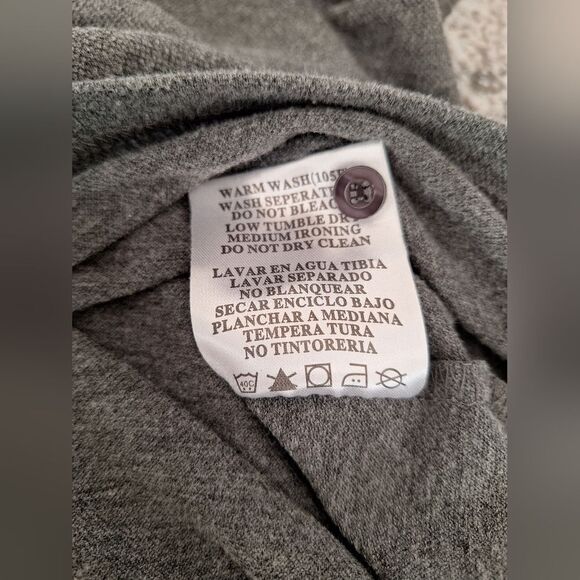 WARM WASH(105
WASH SEPERATE
DO NOT BLEAC
LOW TUMBLE DR
MEDIUM IRONING
DO NOT DRY CLEAN
LAVAR EN AGUA TIBIA
LAVAR SEPARADO
NO BLANQUEAR
SECAR ENCICLO BAJO
PLANCHAR A MEDIANA
TEMPERA TURA
NO TINTORERIA
40C